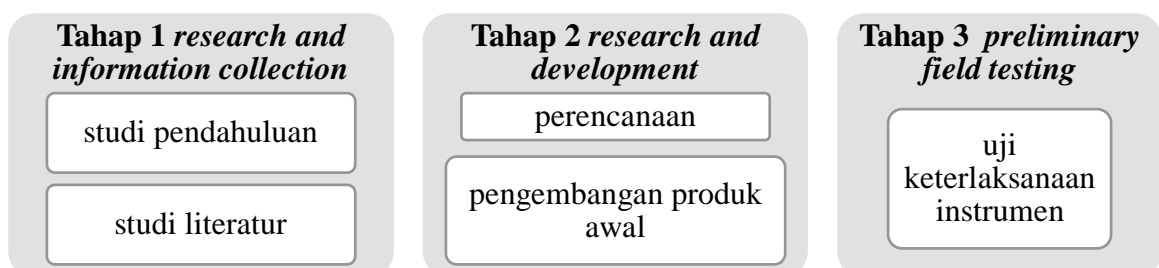 Tahap 1 research and
information collection
studi pendahuluan
studi literatur
Tahap 2 research and
development
perencanaan
pengembangan produk
awal
Tahap 3 preliminary
field testing
uji
keterlaksanaan
instrumen